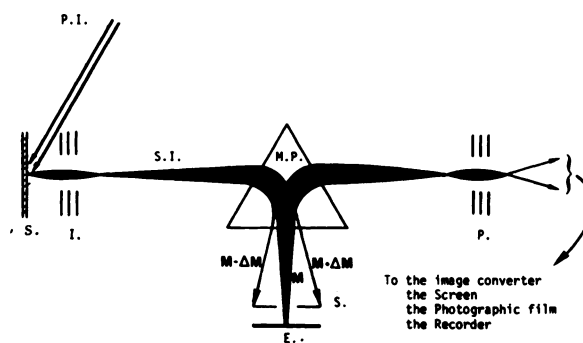 P.I.
S.I.
M.P.
, S.
I.
P.
M-ΔM
M
M+ΔM
S.
E..
To the image converter
the Screen
the Photographic film
the Recorder